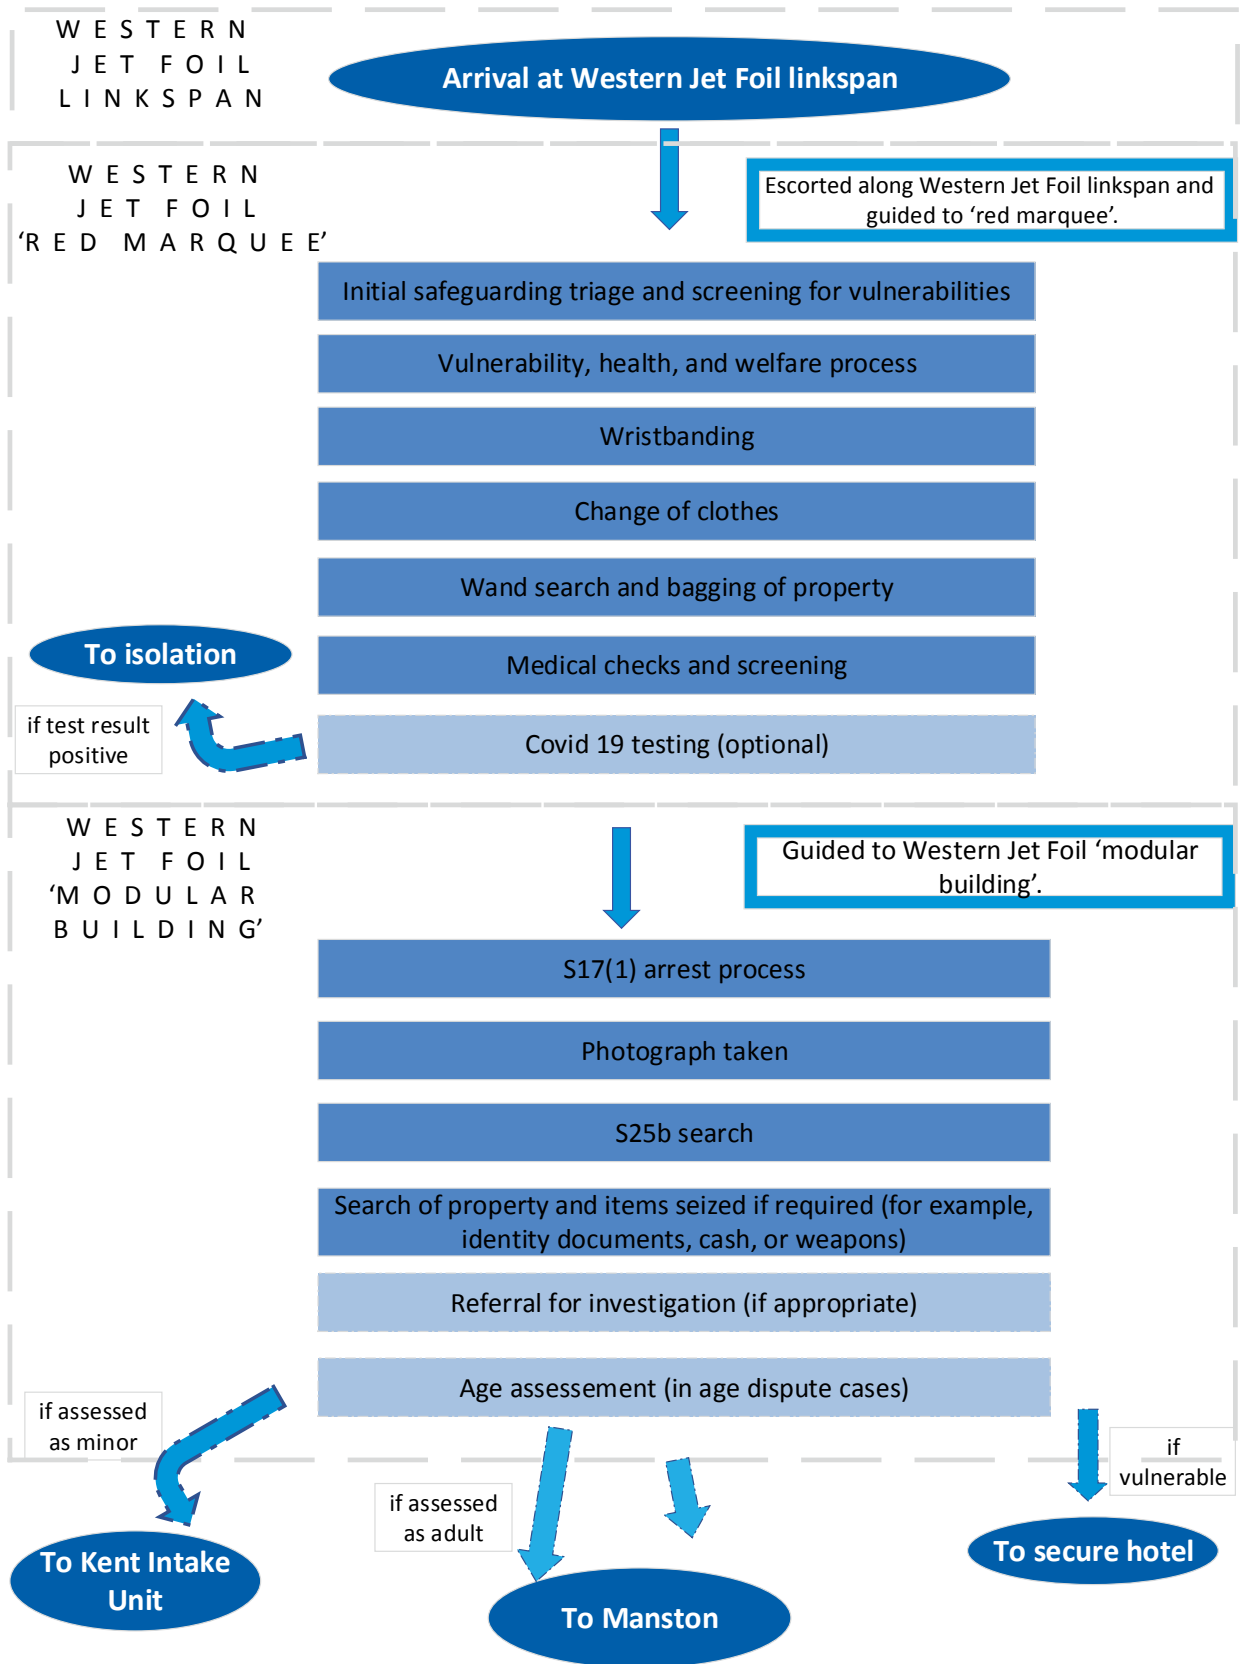 WESTERN
JET FOIL
LINKSPAN
Arrival at Western Jet Foil linkspan
WESTERN
JET FOIL
‘RED MARQUEE’
Escorted along Western Jet Foil linkspan and
guided to ‘red marquee’.
Initial safeguarding triage and screening for vulnerabilities
Vulnerability, health, and welfare process
Wristbanding
Change of clothes
Wand search and bagging of property
To isolation
Medical checks and screening
if test result
positive
Covid 19 testing (optional)
WESTERN
JET FOIL
‘MODULAR
BUILDING’
Guided to Western Jet Foil ‘modular
building’.
S17(1) arrest process
Photograph taken
S25b search
Search of property and items seized if required (for example,
identity documents, cash, or weapons)
Referral for investigation (if appropriate)
Age assessement (in age dispute cases)
if assessed
as minor
if assessed
as adult
if
vulnerable
To Kent Intake
Unit
To Manston
To secure hotel